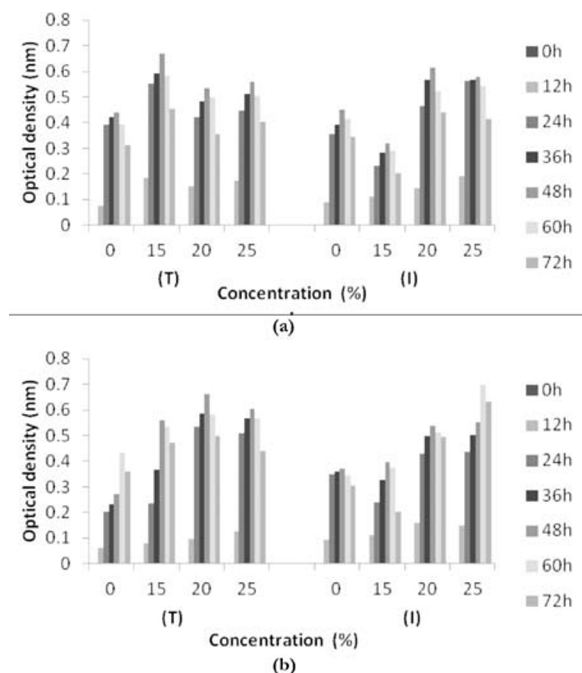 0.8
0.7
0.6
0.5
0.4
0.3
0.2
0.1
0
Optical density (nm)
0 15 20 25 0 15 20 25
(T) (I)
Concentration (%)
0h
12h
24h
36h
48h
60h
72h
(a)
0.8
0.7
0.6
0.5
0.4
0.3
0.2
0.1
0
Optical density (nm)
0 15 20 25 0 15 20 25
(T) (I)
Concentration (%)
0h
12h
24h
36h
48h
60h
72h
(b)